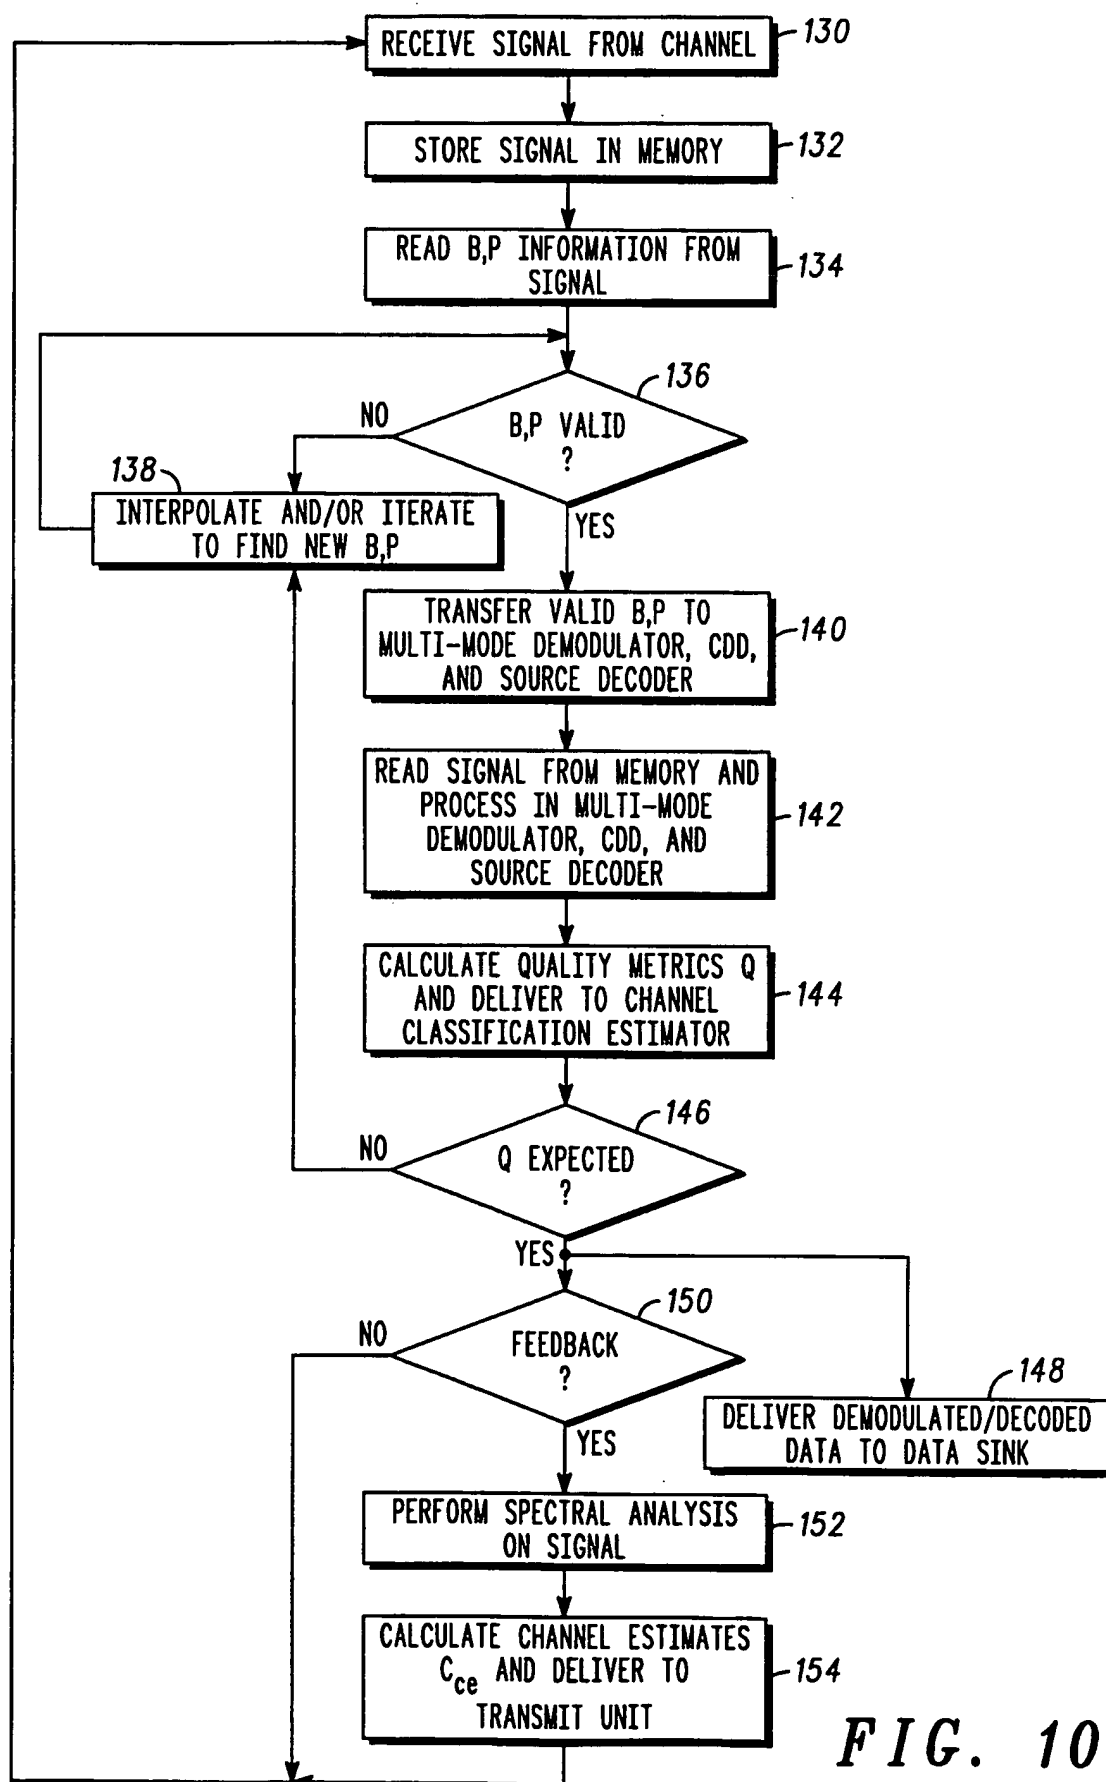 RECEIVE SIGNAL FROM CHANNEL
130
STORE SIGNAL IN MEMORY
132
READ B,P INFORMATION FROM
SIGNAL
134
136
NO
B,P VALID
?
138
INTERPOLATE AND/OR ITERATE
TO FIND NEW B,P
YES
TRANSFER VALID B,P TO
MULTI-MODE DEMODULATOR, CDD,
AND SOURCE DECODER
140
READ SIGNAL FROM MEMORY AND
PROCESS IN MULTI-MODE
DEMODULATOR, CDD, AND
SOURCE DECODER
142
CALCULATE QUALITY METRICS Q
AND DELIVER TO CHANNEL
CLASSIFICATION ESTIMATOR
144
146
NO
Q EXPECTED
?
YES
150
NO
FEEDBACK
?
148
DELIVER DEMODULATED/DECODED
DATA TO DATA SINK
YES
PERFORM SPECTRAL ANALYSIS
ON SIGNAL
152
CALCULATE CHANNEL ESTIMATES
Cce AND DELIVER TO
TRANSMIT UNIT
154
FIG. 10